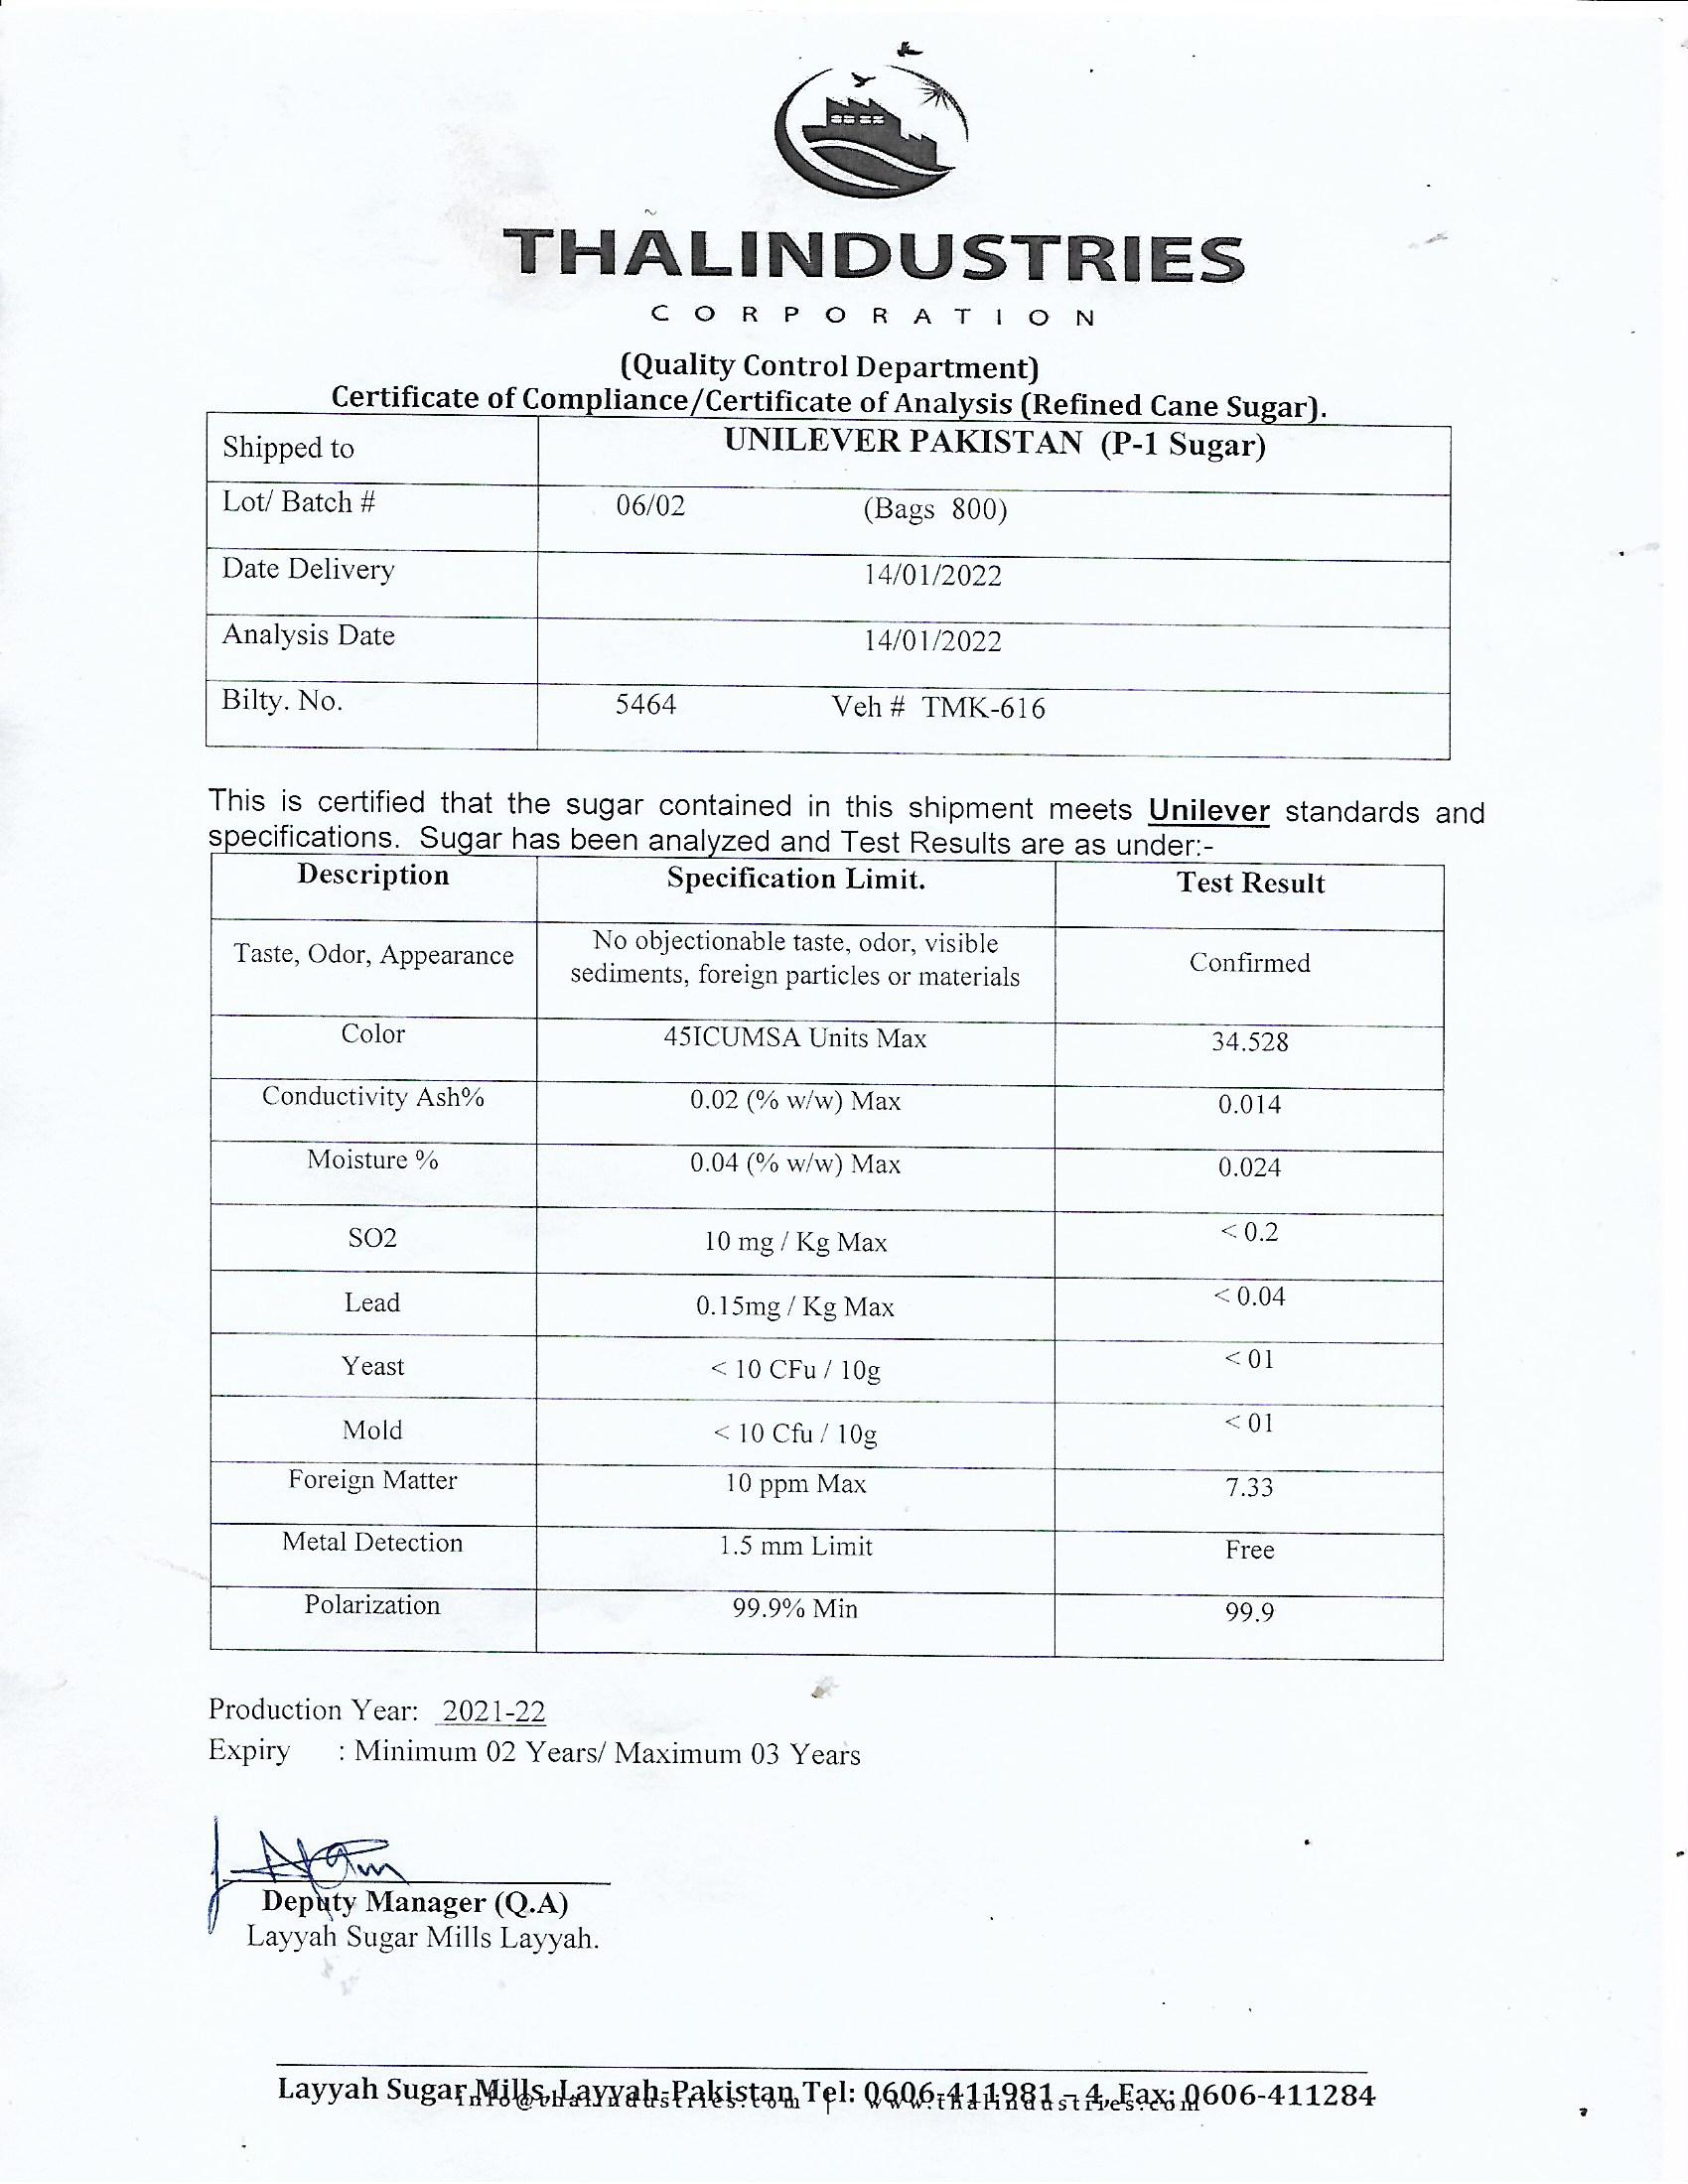 THALINDUSTRIES
CORPORATION
(Quality Control Department)
Certificate of Compliance/Certificate of Analysis (Refined Cane Sugar).
Shipped to UNILEVER PAKISTAN (P-1 Sugar)
Lot/ Batch # 06/02 (Bags 800)
Date Delivery 14/01/2022
Analysis Date 14/01/2022
Bilty. No. 5464 Veh # TMK-616
This is certified that the sugar contained in this shipment meets Unilever standards and
specifications. Sugar has been analyzed and Test Results are as under:-
Description Specification Limit. Test Result
Taste, Odor, Appearance No objectionable taste, odor, visible
sediments, foreign particles or materials Confirmed
Color 45ICUMSA Units Max 34.528
Conductivity Ash% 0.02 (% w/w) Max 0.014
Moisture % 0.04 (% w/w) Max 0.024
SO2 10 mg / Kg Max < 0.2
Lead 0.15mg / Kg Max < 0.04
Yeast < 10 CFu / 10g < 01
Mold < 10 Cfu / 10g < 01
Foreign Matter 10 ppm Max 7.33
Metal Detection 1.5 mm Limit Free
Polarization 99.9% Min 99.9
Production Year: 2021-22
Expiry : Minimum 02 Years/ Maximum 03 Years
Deputy Manager (Q.A)
Layyah Sugar Mills Layyah.
Layyah Sugar Mills, Layyah-Pakistan Tel: 0606-411981 – 4, Fax: 0606-411284
info@thalindustries.com | www.thalindustries.com